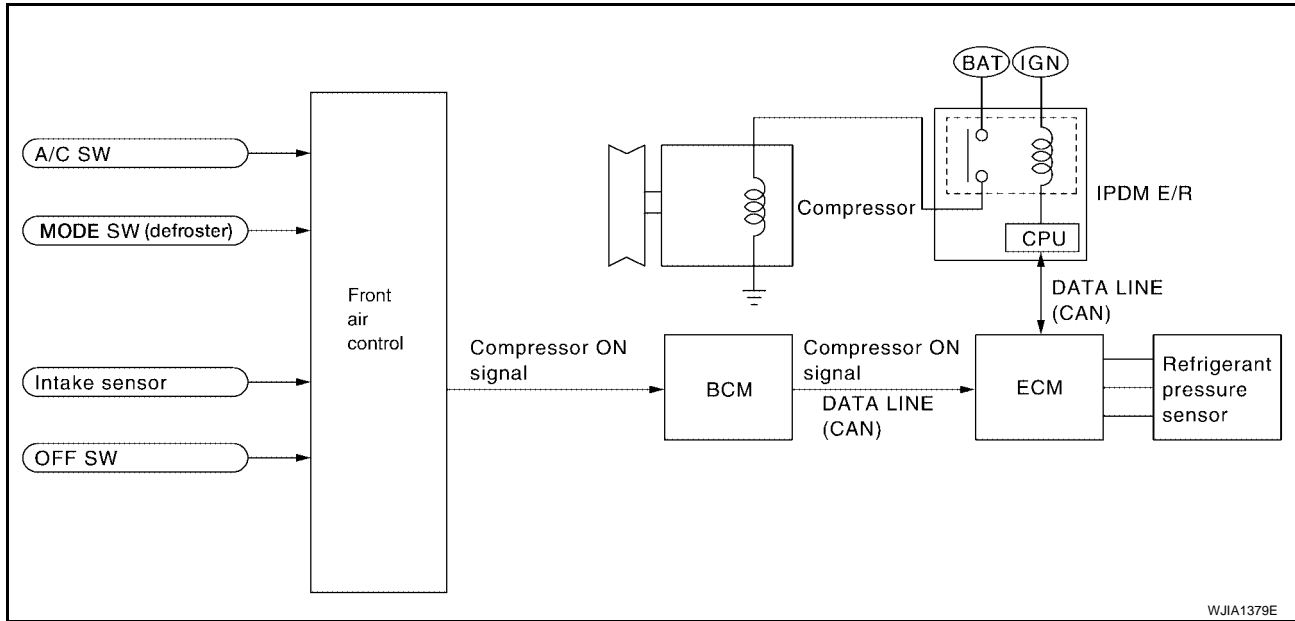 BAT
IGN
A/C SW
MODE SW (defroster)
Intake sensor
OFF SW
Front
air
control
Compressor ON
signal
BCM
Compressor ON
signal
DATA LINE
(CAN)
Compressor
IPDM E/R
CPU
DATA LINE
(CAN)
ECM
Refrigerant
pressure
sensor
WJIA1379E